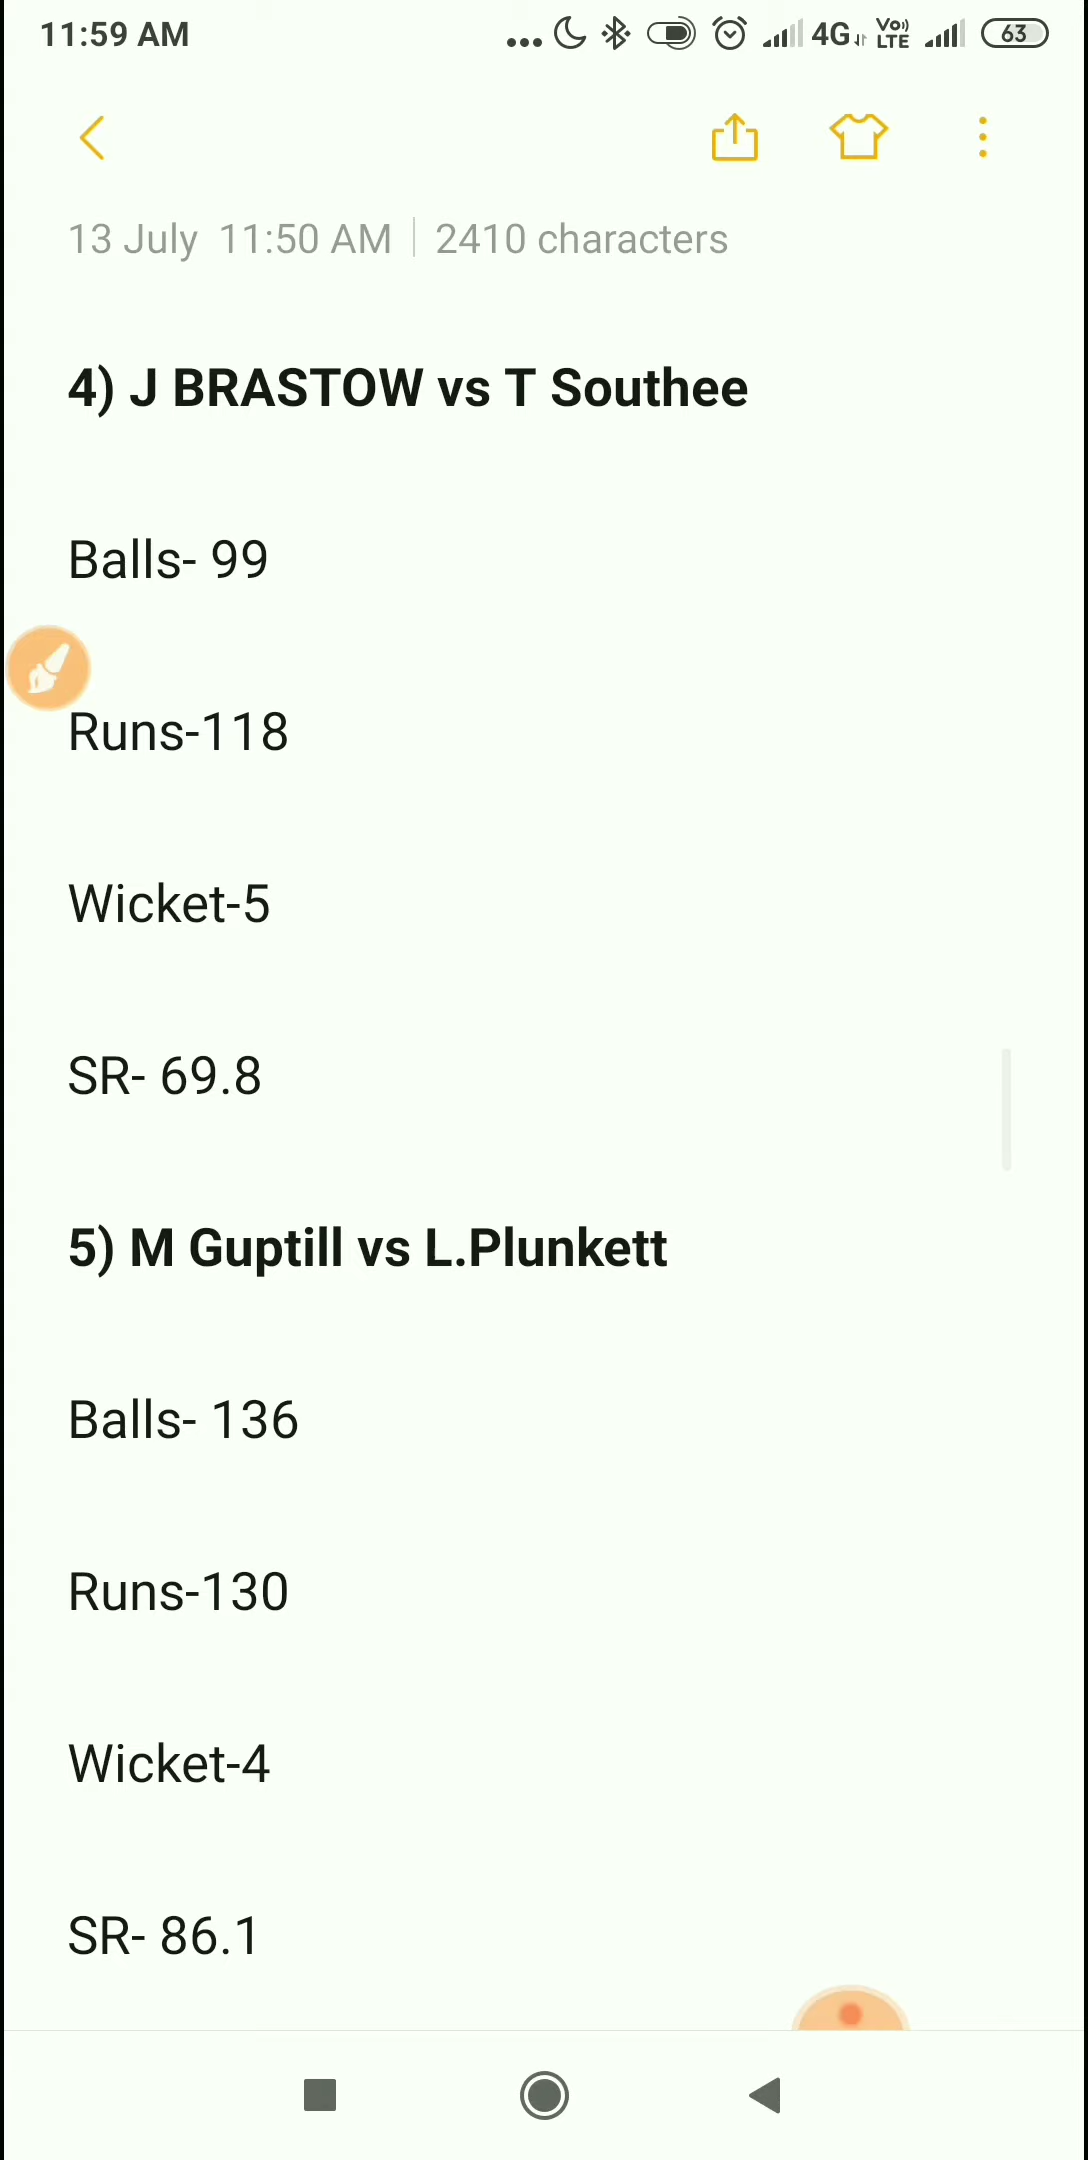 11:59 AM
4G
Vo))
LTE
63
13 July 11:50 AM | 2410 characters
4) J BRASTOW vs T Southee
Balls- 99
Runs-118
Wicket-5
SR- 69.8
5) M Guptill vs L.Plunkett
Balls- 136
Runs-130
Wicket-4
SR- 86.1